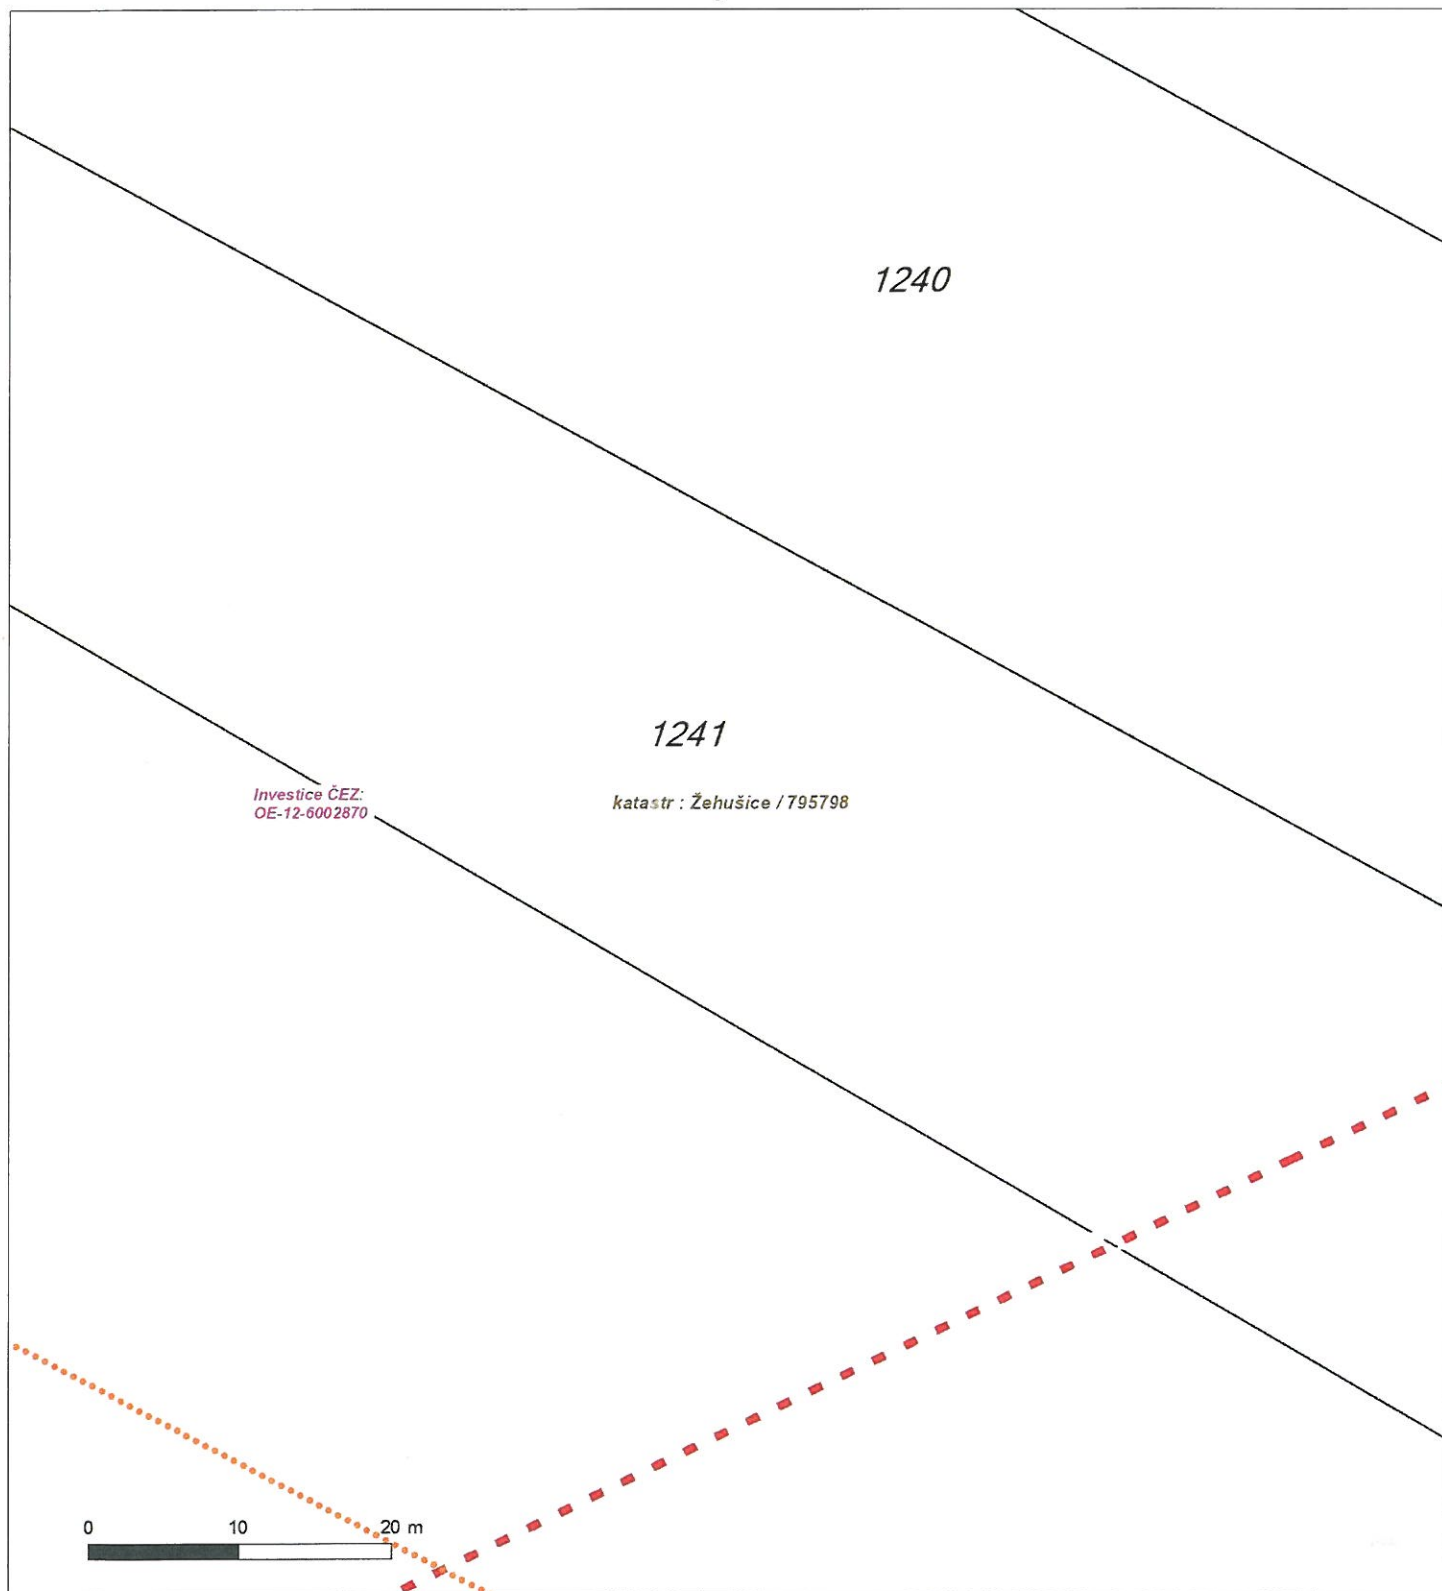 1240
1241
Investice ČEZ:
OE-12-6002870
katastr : Žehušice / 795798
0 10 20 m